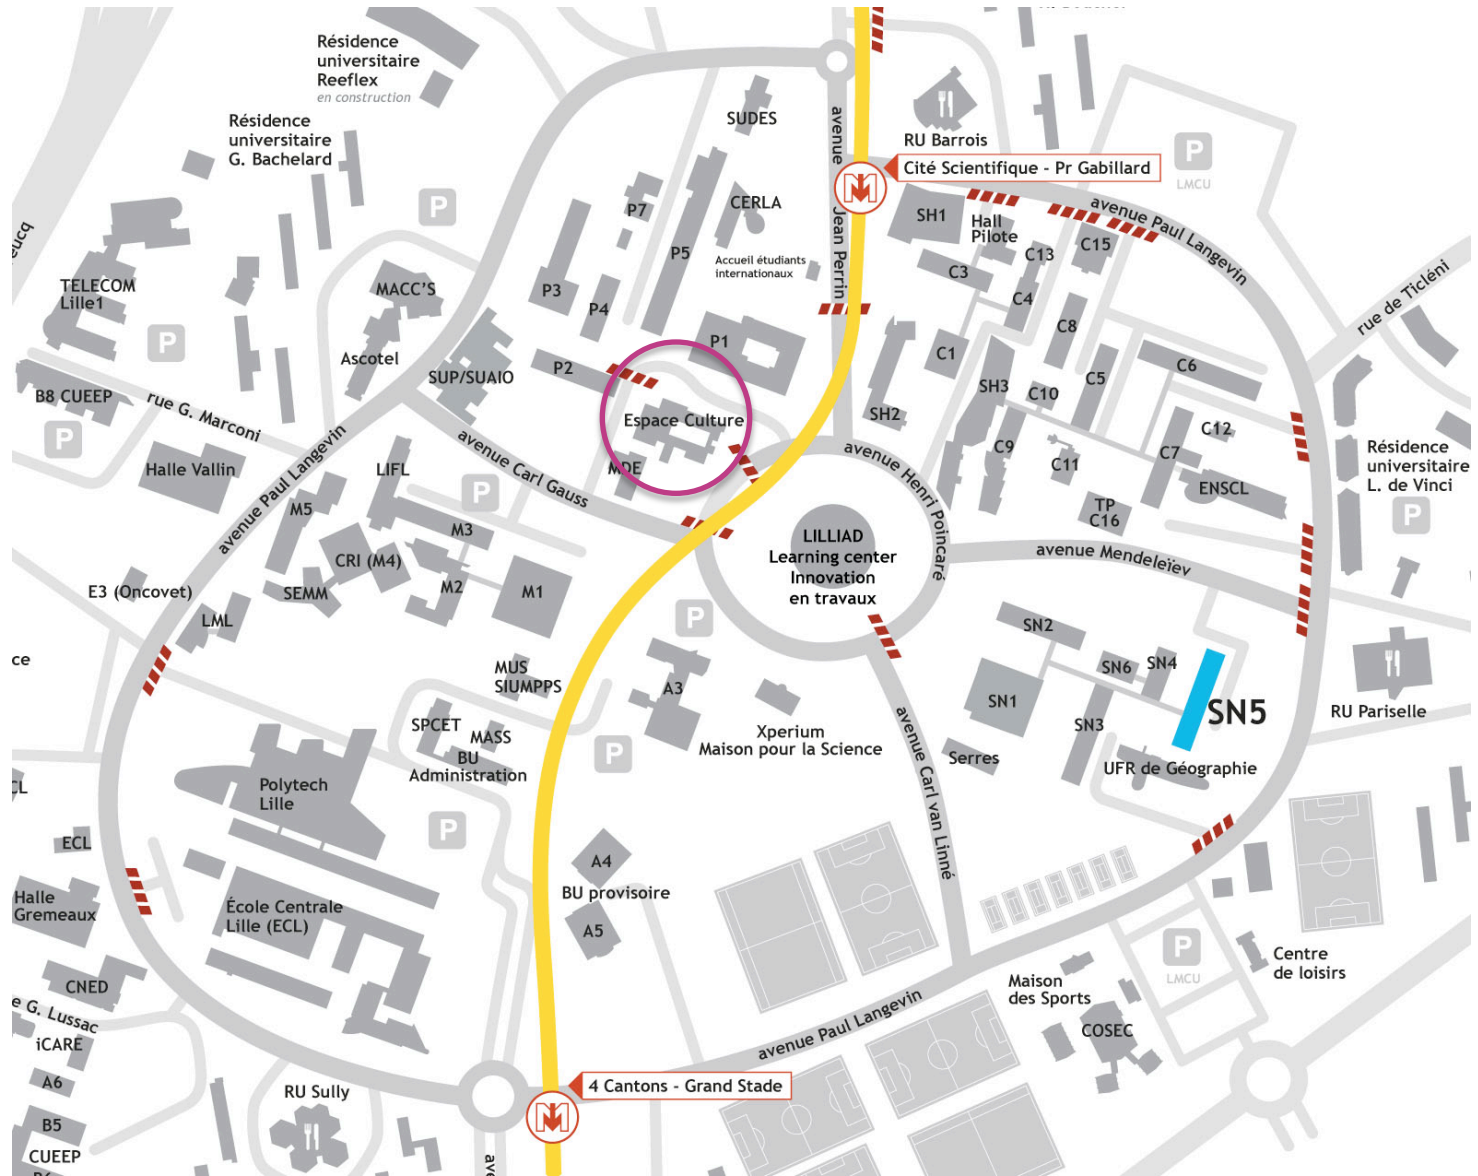 Résidence
universitaire
Reeflex
en construction
Résidence
universitaire
G. Bachelard
SUDES
RU Barrois
avenue Jean Perrin
Cité Scientifique - Pr Gabillard
P
LMCU
avenue Paul Langevin
P
P7
CERLA
SH1
Hall
Pilote
C13
C15
P5
Accueil étudiants
internationaux
C3
TELECOM
Lille1
MACC'S
P3
P4
C4
rue de Ticléni
P
Ascotel
SUP/SUAIO
P2
P1
C1
C8
C6
B8 CUEEP
rue G. Marconi
SH3
C10
C5
Espace Culture
SH2
C12
P
Halle Vallin
avenue Paul Langevin
LIFL
avenue Carl Gauss
MDE
avenue Henri Poincaré
C9
C11
C7
ENSCL
Résidence
universitaire
L. de Vinci
P
P
M5
M3
TP
C16
CRI (M4)
LILLIAD
Learning center
Innovation
en travaux
avenue Mendeleïev
E3 (Oncovet)
SEMM
M2
M1
LML
P
SN2
SN6
SN4
MUS
SIUMPPS
A3
SN1
SN3
SN5
RU Pariselle
SPCET
MASS
BU
Administration
Xperium
Maison pour la Science
avenue Carl van Linné
Serres
UFR de Géographie
P
Polytech
Lille
P
ECL
A4
BU provisoire
A5
Halle
Gremeaux
École Centrale
Lille (ECL)
P
LMCU
Centre
de loisirs
CNED
Maison
des Sports
COSEC
G. Lussac
iCARE
avenue Paul Langevin
A6
RU Sully
4 Cantons - Grand Stade
B5
CUEEP